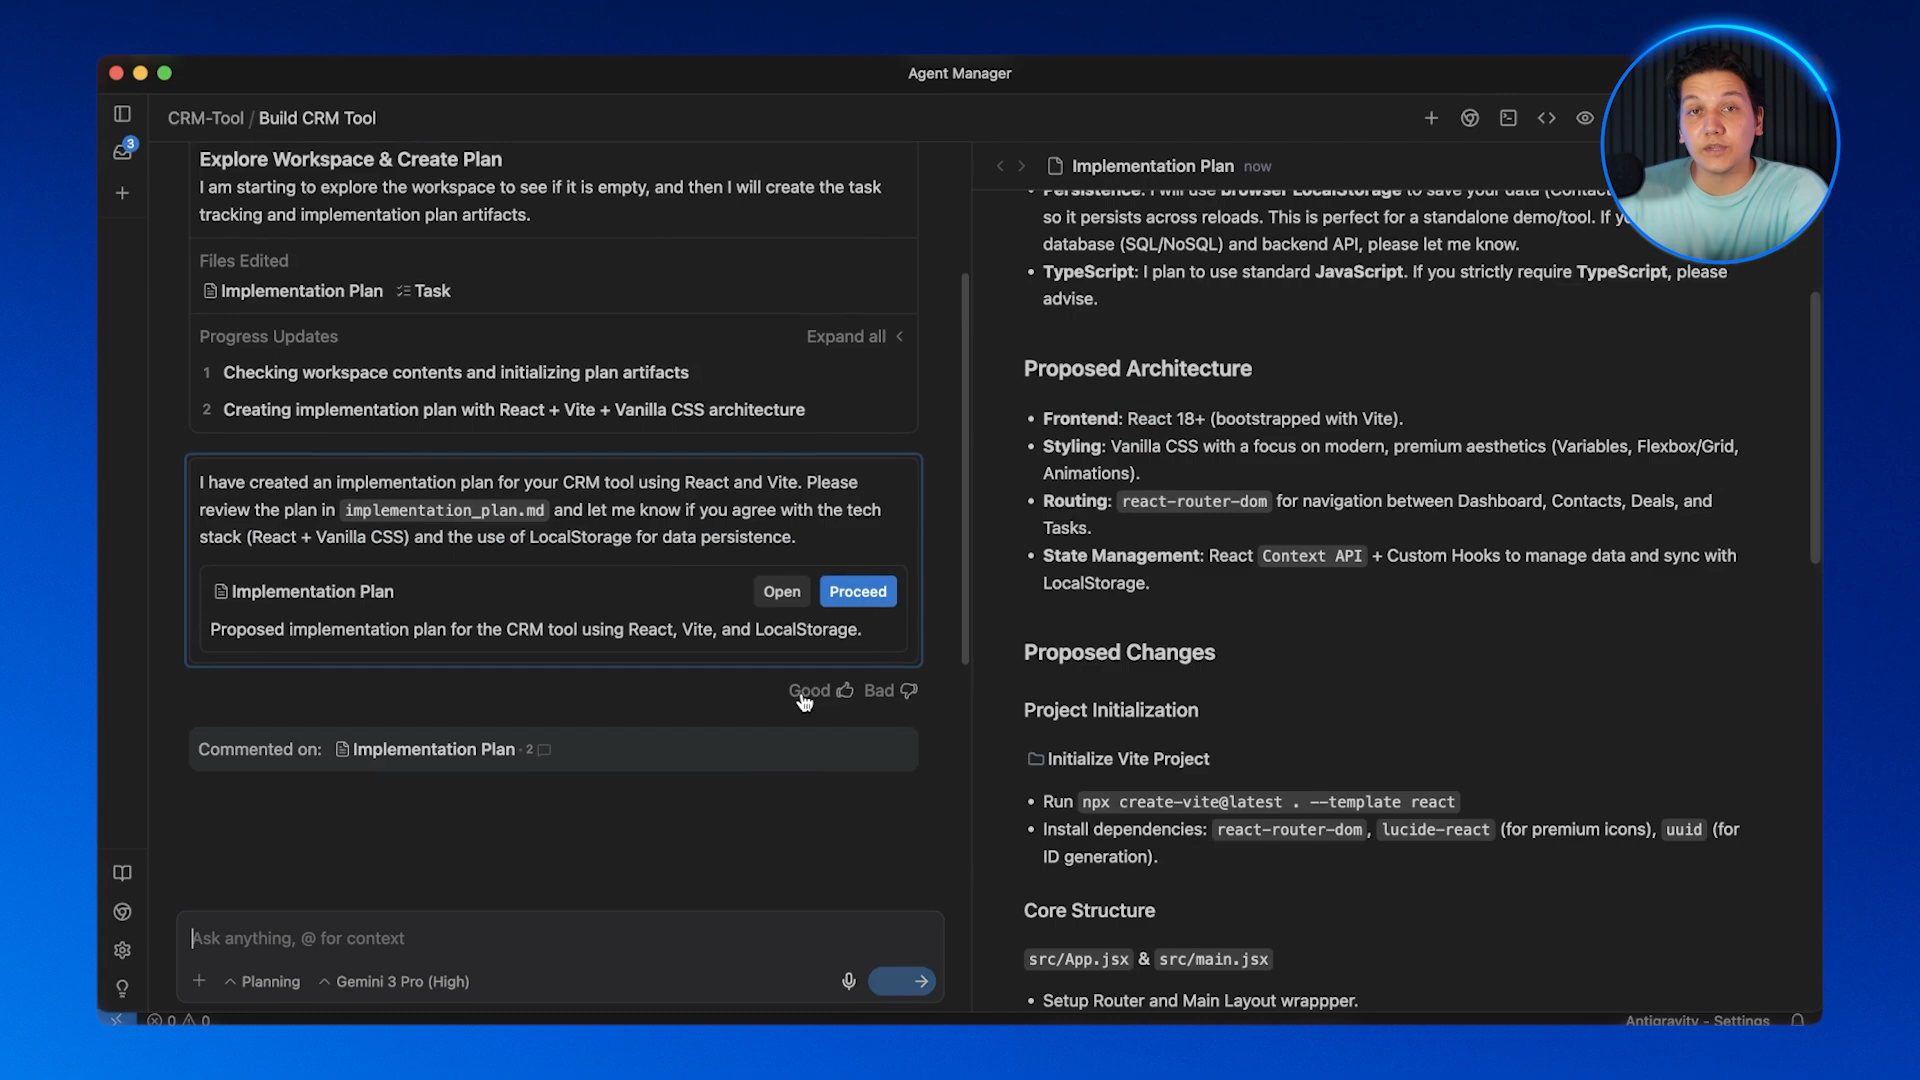 Agent Manager
CRM-Tool / Build CRM Tool
3
Explore Workspace & Create Plan
I am starting to explore the workspace to see if it is empty, and then I will create the task
tracking and implementation plan artifacts.
Files Edited
Implementation Plan Task
Progress Updates Expand all
1 Checking workspace contents and initializing plan artifacts
2 Creating implementation plan with React + Vite + Vanilla CSS architecture
I have created an implementation plan for your CRM tool using React and Vite. Please
review the plan in implementation_plan.md and let me know if you agree with the tech
stack (React + Vanilla CSS) and the use of LocalStorage for data persistence.
Implementation Plan Open Proceed
Proposed implementation plan for the CRM tool using React, Vite, and LocalStorage.
Good Bad
Commented on: Implementation Plan · 2
Ask anything, @ for context
Planning Gemini 3 Pro (High)
0 0
Implementation Plan now
• Persistence: I will use browser LocalStorage to save your data (Contac
so it persists across reloads. This is perfect for a standalone demo/tool. If
database (SQL/NoSQL) and backend API, please let me know.
• TypeScript: I plan to use standard JavaScript. If you strictly require TypeScript, please
advise.
Proposed Architecture
• Frontend: React 18+ (bootstrapped with Vite).
• Styling: Vanilla CSS with a focus on modern, premium aesthetics (Variables, Flexbox/Grid,
Animations).
• Routing: react-router-dom for navigation between Dashboard, Contacts, Deals, and
Tasks.
• State Management: React Context API + Custom Hooks to manage data and sync with
LocalStorage.
Proposed Changes
Project Initialization
Initialize Vite Project
• Run npx create-vite@latest . --template react
• Install dependencies: react-router-dom, lucide-react (for premium icons), uuid (for
ID generation).
Core Structure
src/App.jsx & src/main.jsx
• Setup Router and Main Layout wrappper.
Antigravity - Settings